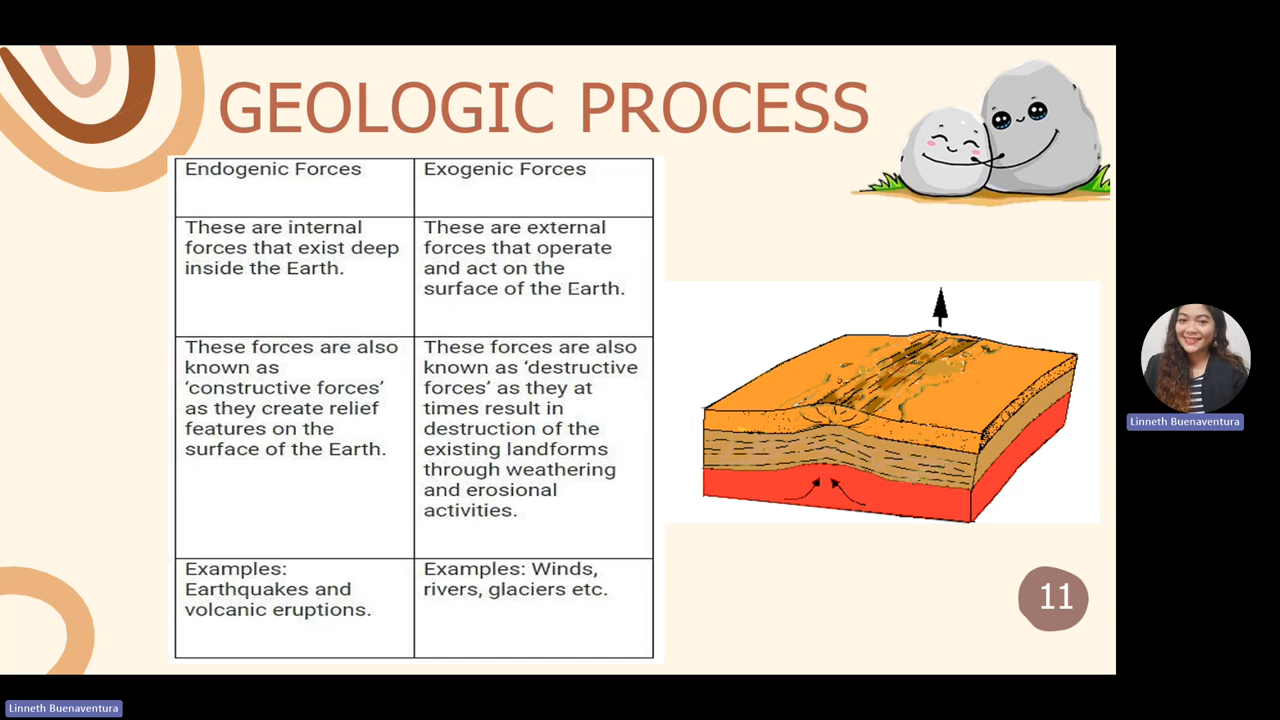 GEOLOGIC PROCESS
Endogenic Forces
Exogenic Forces
These are internal
forces that exist deep
inside the Earth.
These are external
forces that operate
and act on the
surface of the Earth.
These forces are also
known as
‘constructive forces’
as they create relief
features on the
surface of the Earth.
These forces are also
known as ‘destructive
forces’ as they at
times result in
destruction of the
existing landforms
through weathering
and erosional
activities.
Examples:
Earthquakes and
volcanic eruptions.
Examples: Winds,
rivers, glaciers etc.
11
Linneth Buenaventura
Linneth Buenaventura